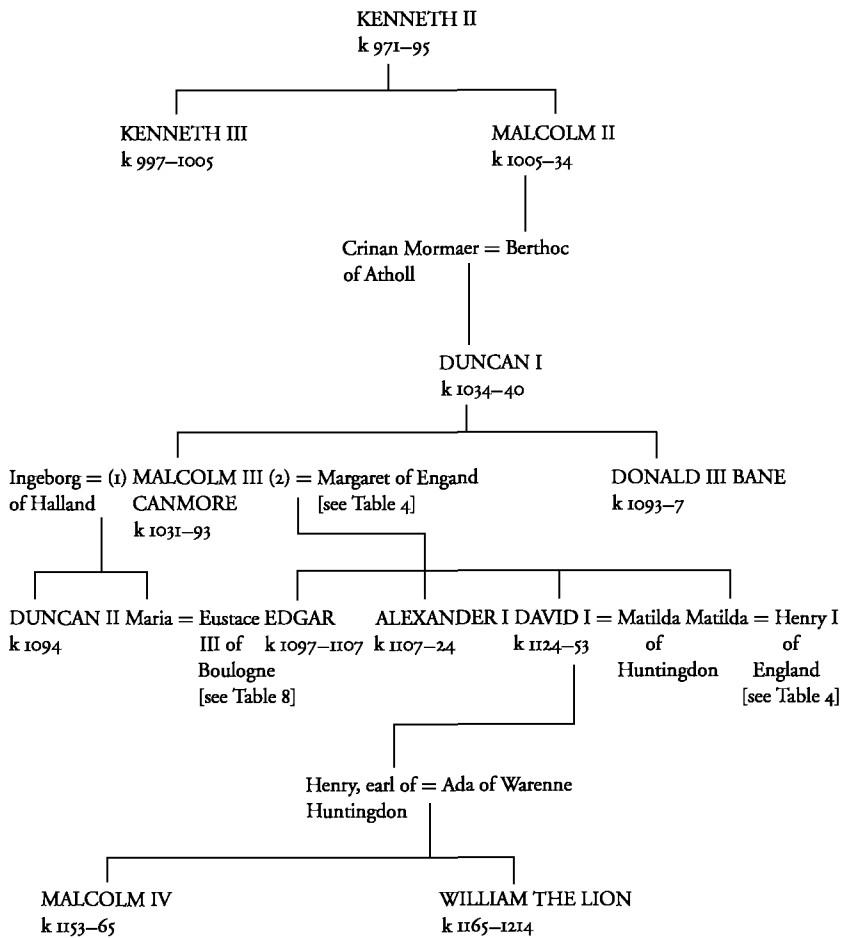 KENNETH II
k 971–95
KENNETH III
k 997–1005
MALCOLM II
k 1005–34
Crinan Mormaer = Berthoc
of Atholl
DUNCAN I
k 1034–40
Ingeborg = (1) MALCOLM III (2) = Margaret of Engand
of Halland
CANMORE
[see Table 4]
k 1031–93
DONALD III BANE
k 1093–7
DUNCAN II Maria = Eustace EDGAR ALEXANDER I DAVID I = Matilda Matilda = Henry I
k 1094 III of k 1097–1107 k 1107–24 k 1124–53 of of
Boulogne Huntingdon England
[see Table 8] [see Table 4]
Henry, earl of = Ada of Warenne
Huntingdon
MALCOLM IV
k 1153–65
WILLIAM THE LION
k 1165–1214